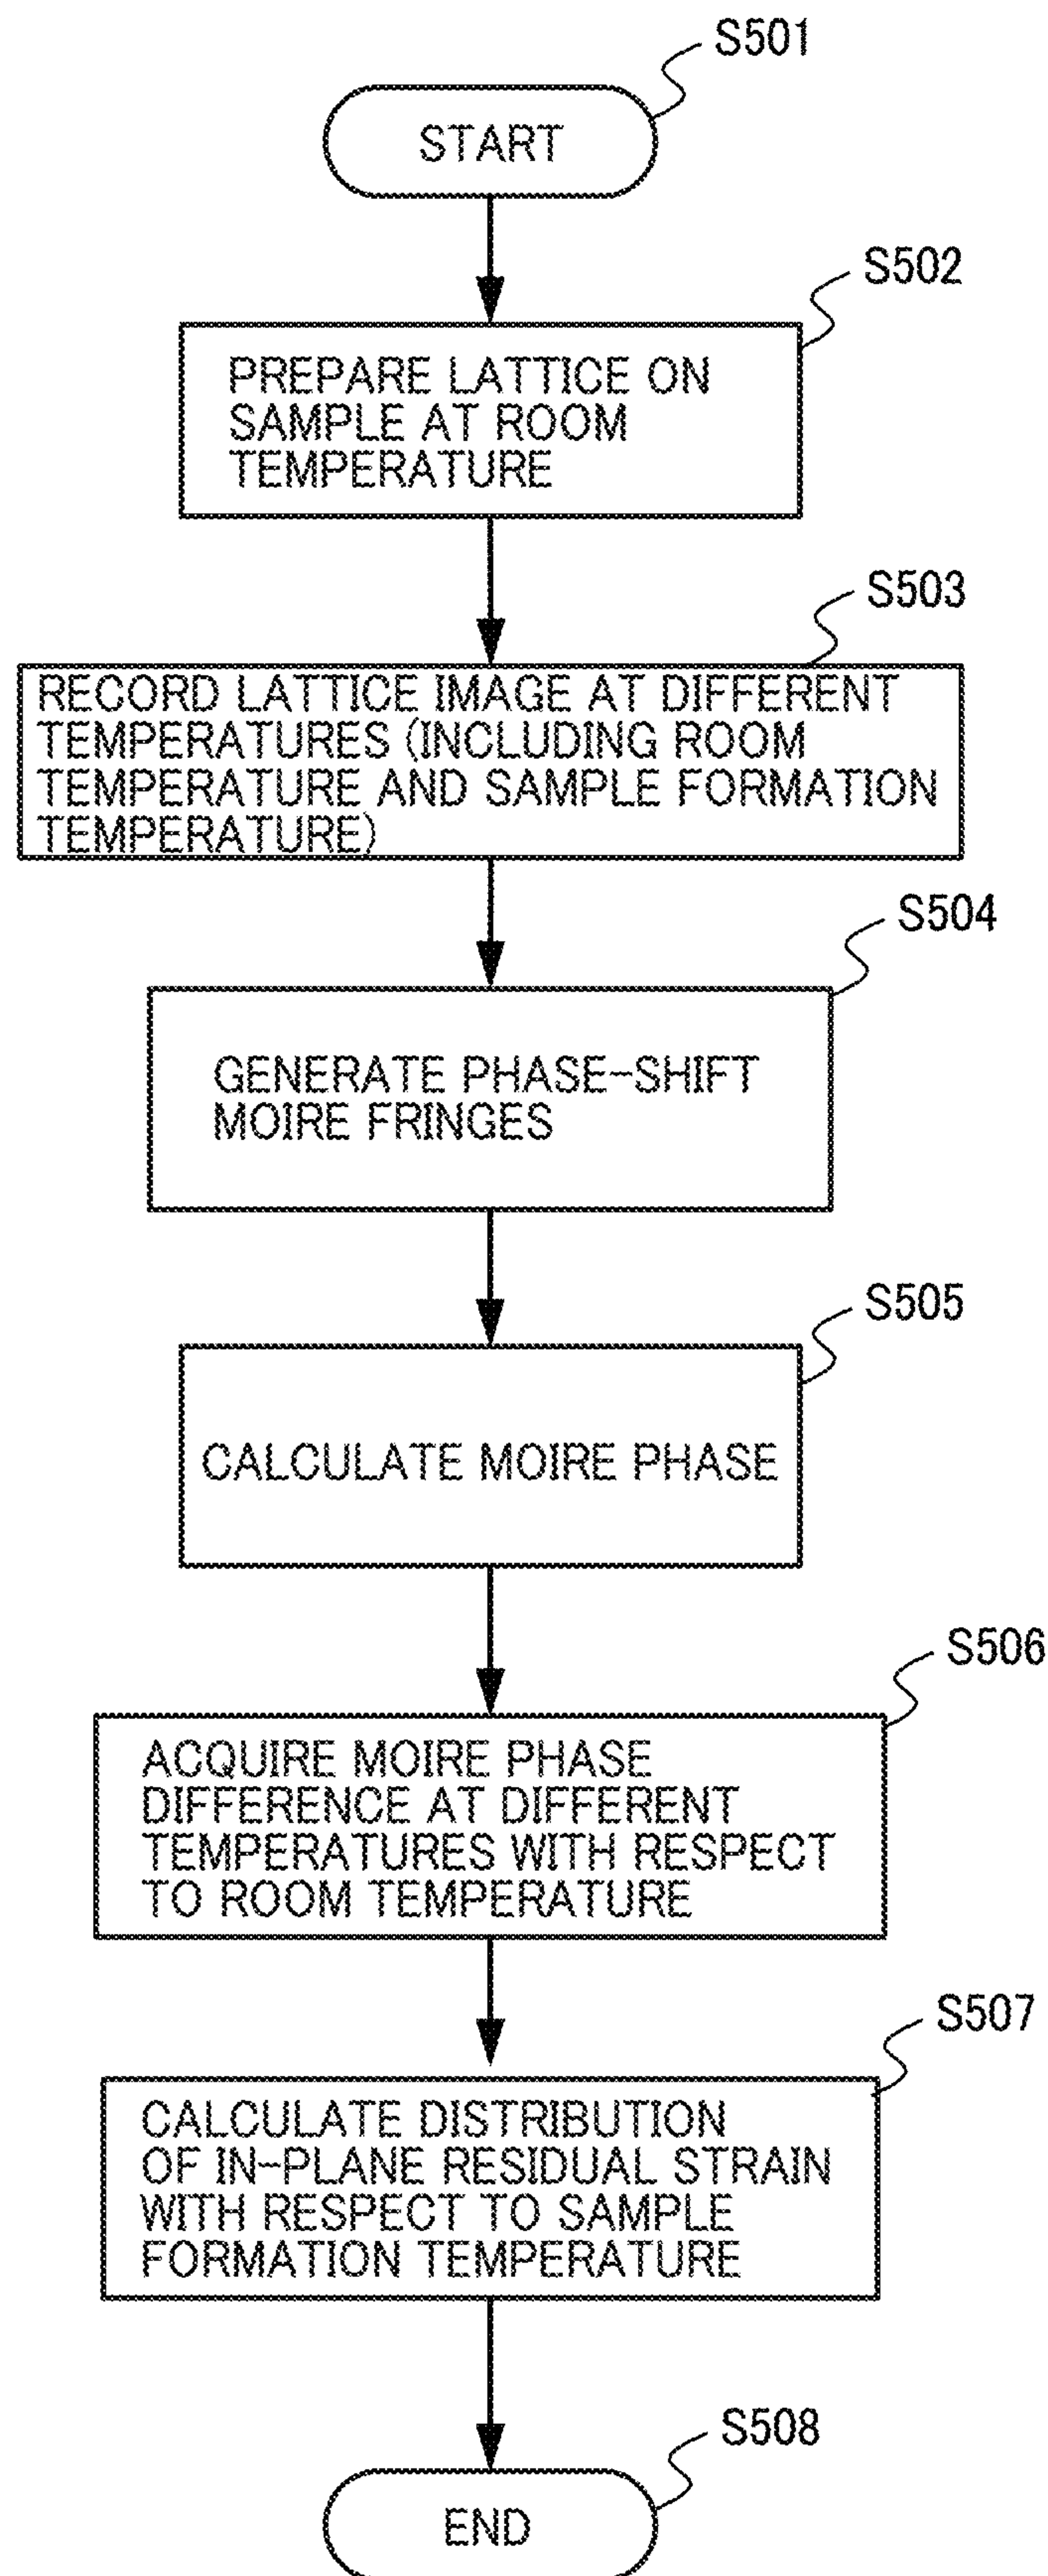 S501
START
S502
PREPARE LATTICE ON
SAMPLE AT ROOM
TEMPERATURE
S503
RECORD LATTICE IMAGE AT DIFFERENT
TEMPERATURES (INCLUDING ROOM
TEMPERATURE AND SAMPLE FORMATION
TEMPERATURE)
S504
GENERATE PHASE-SHIFT
MOIRE FRINGES
S505
CALCULATE MOIRE PHASE
S506
ACQUIRE MOIRE PHASE
DIFFERENCE AT DIFFERENT
TEMPERATURES WITH RESPECT
TO ROOM TEMPERATURE
S507
CALCULATE DISTRIBUTION
OF IN-PLANE RESIDUAL STRAIN
WITH RESPECT TO SAMPLE
FORMATION TEMPERATURE
S508
END